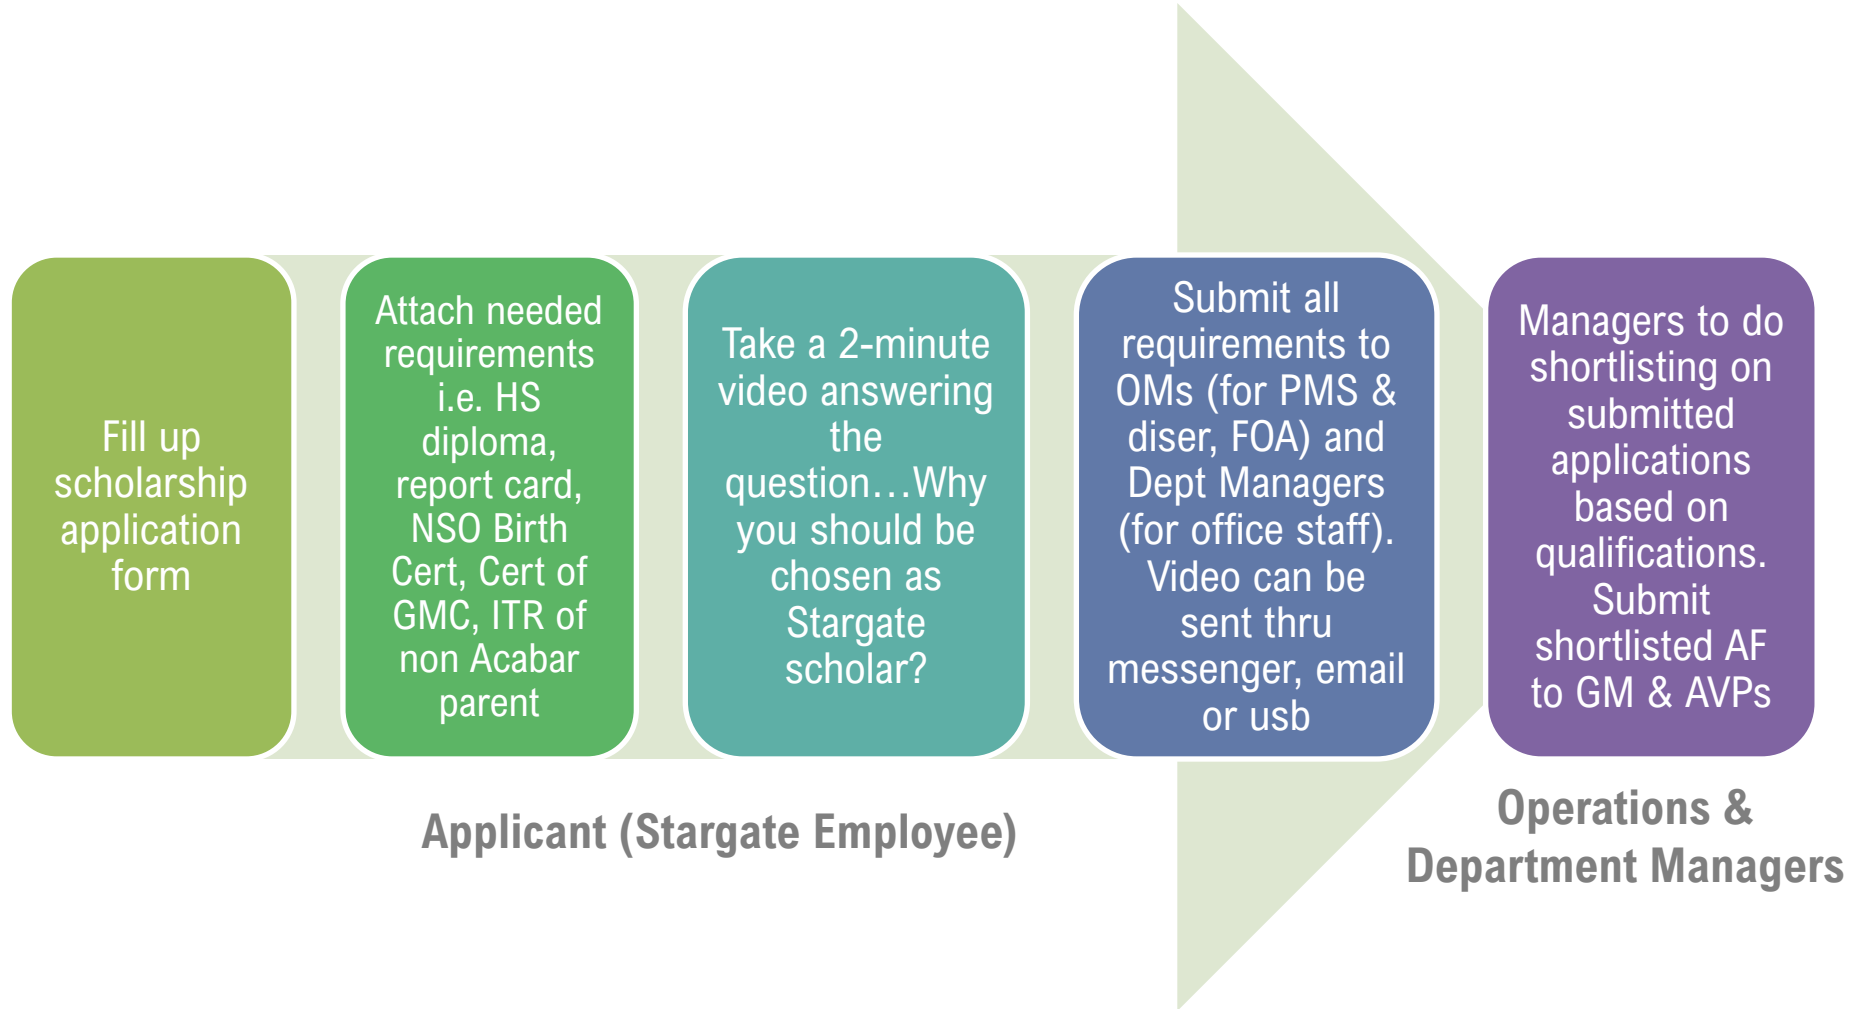 Fill up
scholarship
application
form
Attach needed
requirements
i.e. HS
diploma,
report card,
NSO Birth
Cert, Cert of
GMC, ITR of
non Acabar
parent
Take a 2-minute
video answering
the
question…Why
you should be
chosen as
Stargate
scholar?
Submit all
requirements to
OMs (for PMS &
diser, FOA) and
Dept Managers
(for office staff).
Video can be
sent thru
messenger, email
or usb
Managers to do
shortlisting on
submitted
applications
based on
qualifications.
Submit
shortlisted AF
to GM & AVPs
Applicant (Stargate Employee)
Operations &
Department Managers